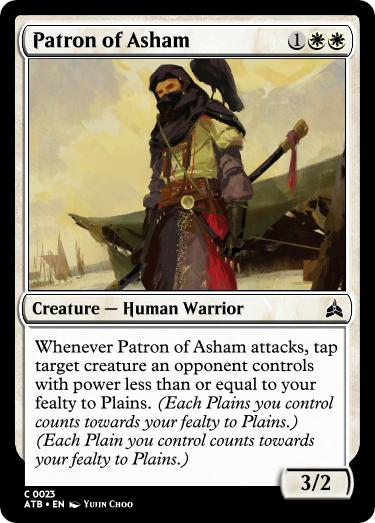 Patron of Asham 1
Creature — Human Warrior
Whenever Patron of Asham attacks, tap
target creature an opponent controls
with power less than or equal to your
fealty to Plains. (Each Plains you control
counts towards your fealty to Plains.)
(Each Plain you control counts towards
your fealty to Plains.)
3/2
C 0023
ATB • EN Yujin Choo